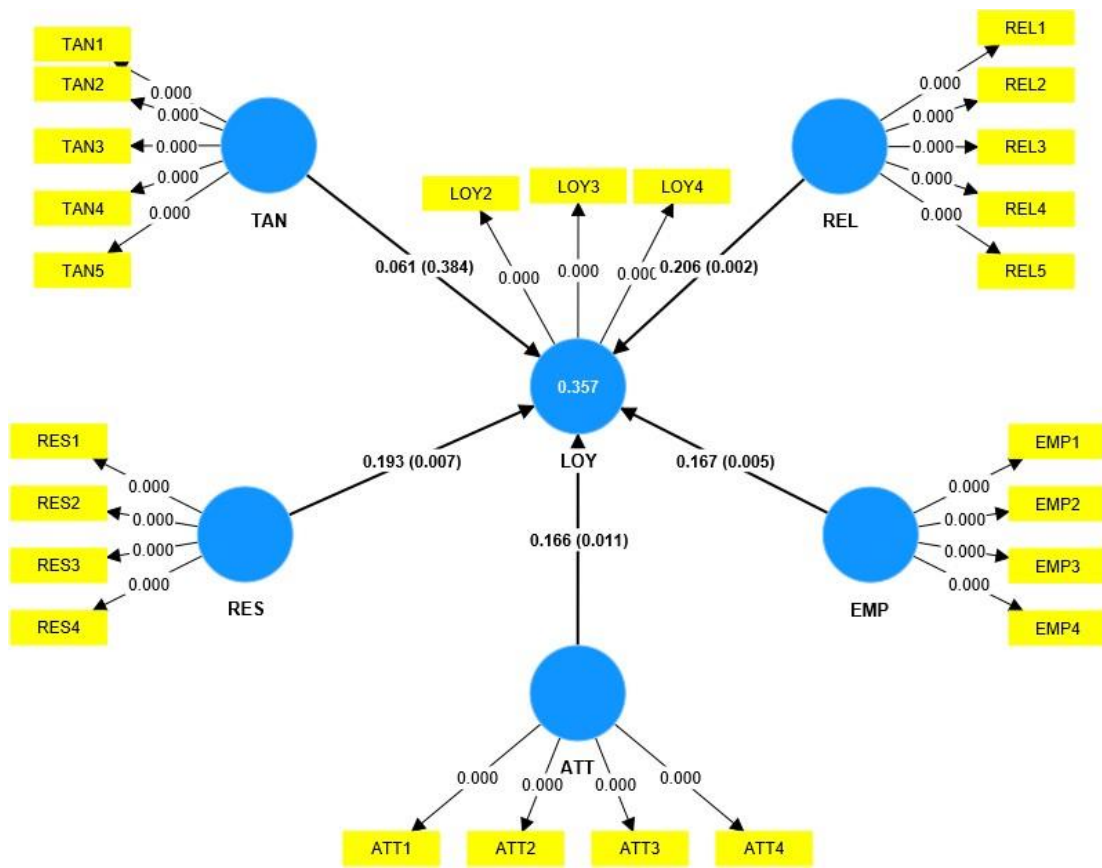 TAN1
TAN2
TAN3
TAN4
TAN5
0.000
0.000
0.000
0.000
0.000
TAN
REL1
REL2
REL3
REL4
REL5
0.000
0.000
0.000
0.000
0.000
REL
LOY2
LOY3
LOY4
0.000
0.000
0.000
0.061 (0.384)
0.206 (0.002)
0.357
LOY
RES1
RES2
RES3
RES4
0.000
0.000
0.000
0.000
RES
0.193 (0.007)
0.167 (0.005)
0.166 (0.011)
EMP1
EMP2
EMP3
EMP4
0.000
0.000
0.000
0.000
EMP
ATT
0.000
0.000
0.000
0.000
ATT1
ATT2
ATT3
ATT4